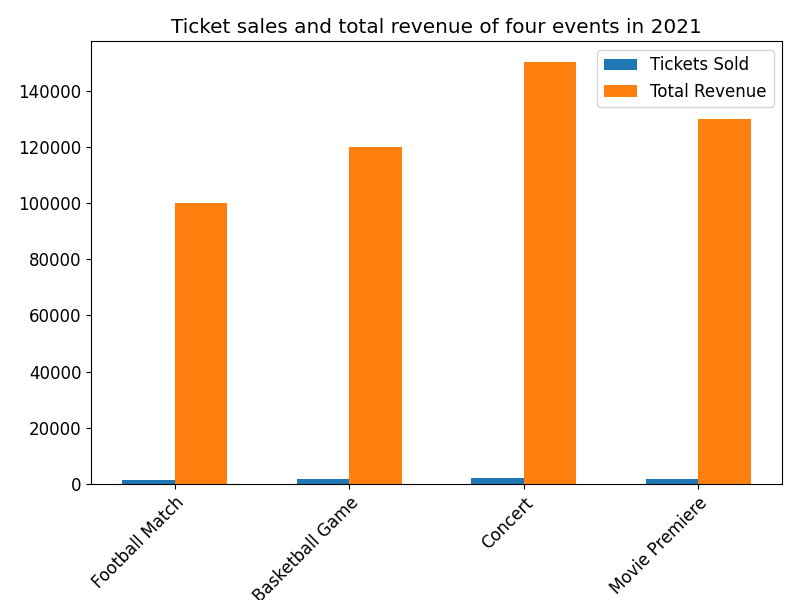 Ticket sales and total revenue of four events in 2021
Tickets Sold
Total Revenue
140000
120000
100000
80000
60000
40000
20000
0
Football Match
Basketball Game
Concert
Movie Premiere